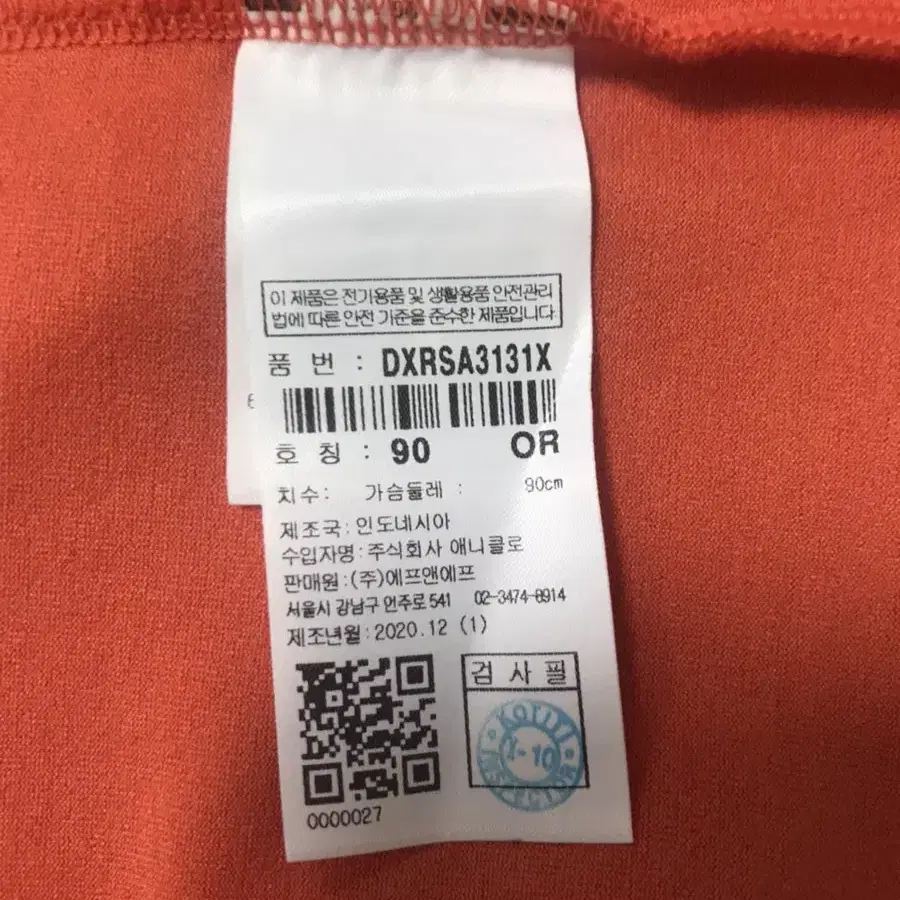 이 제품은 전기용품 및 생활용품 안전관리
법에 따른 안전 기준을 준수한 제품입니다.
품 번 : DXRSA3131X
호 칭 : 90 OR
치수: 가슴둘레 : 90cm
제조국:인도네시아
수입자명:주식회사 애니클로
판매원:(주)에프앤에프
서울시 강남구 언주로 541 02-3474-8914
제조년월:2020.12 (1)
검 사 필
KOTITI
1-10
INSPECTOR
0000027